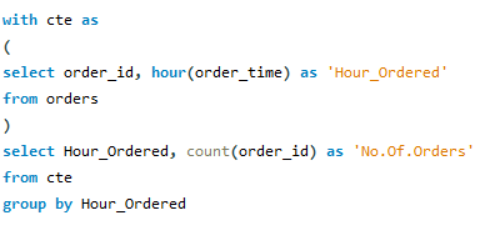 with cte as
(
select order_id, hour(order_time) as 'Hour_Ordered'
from orders
)
select Hour_Ordered, count(order_id) as 'No.Of.Orders'
from cte
group by Hour_Ordered